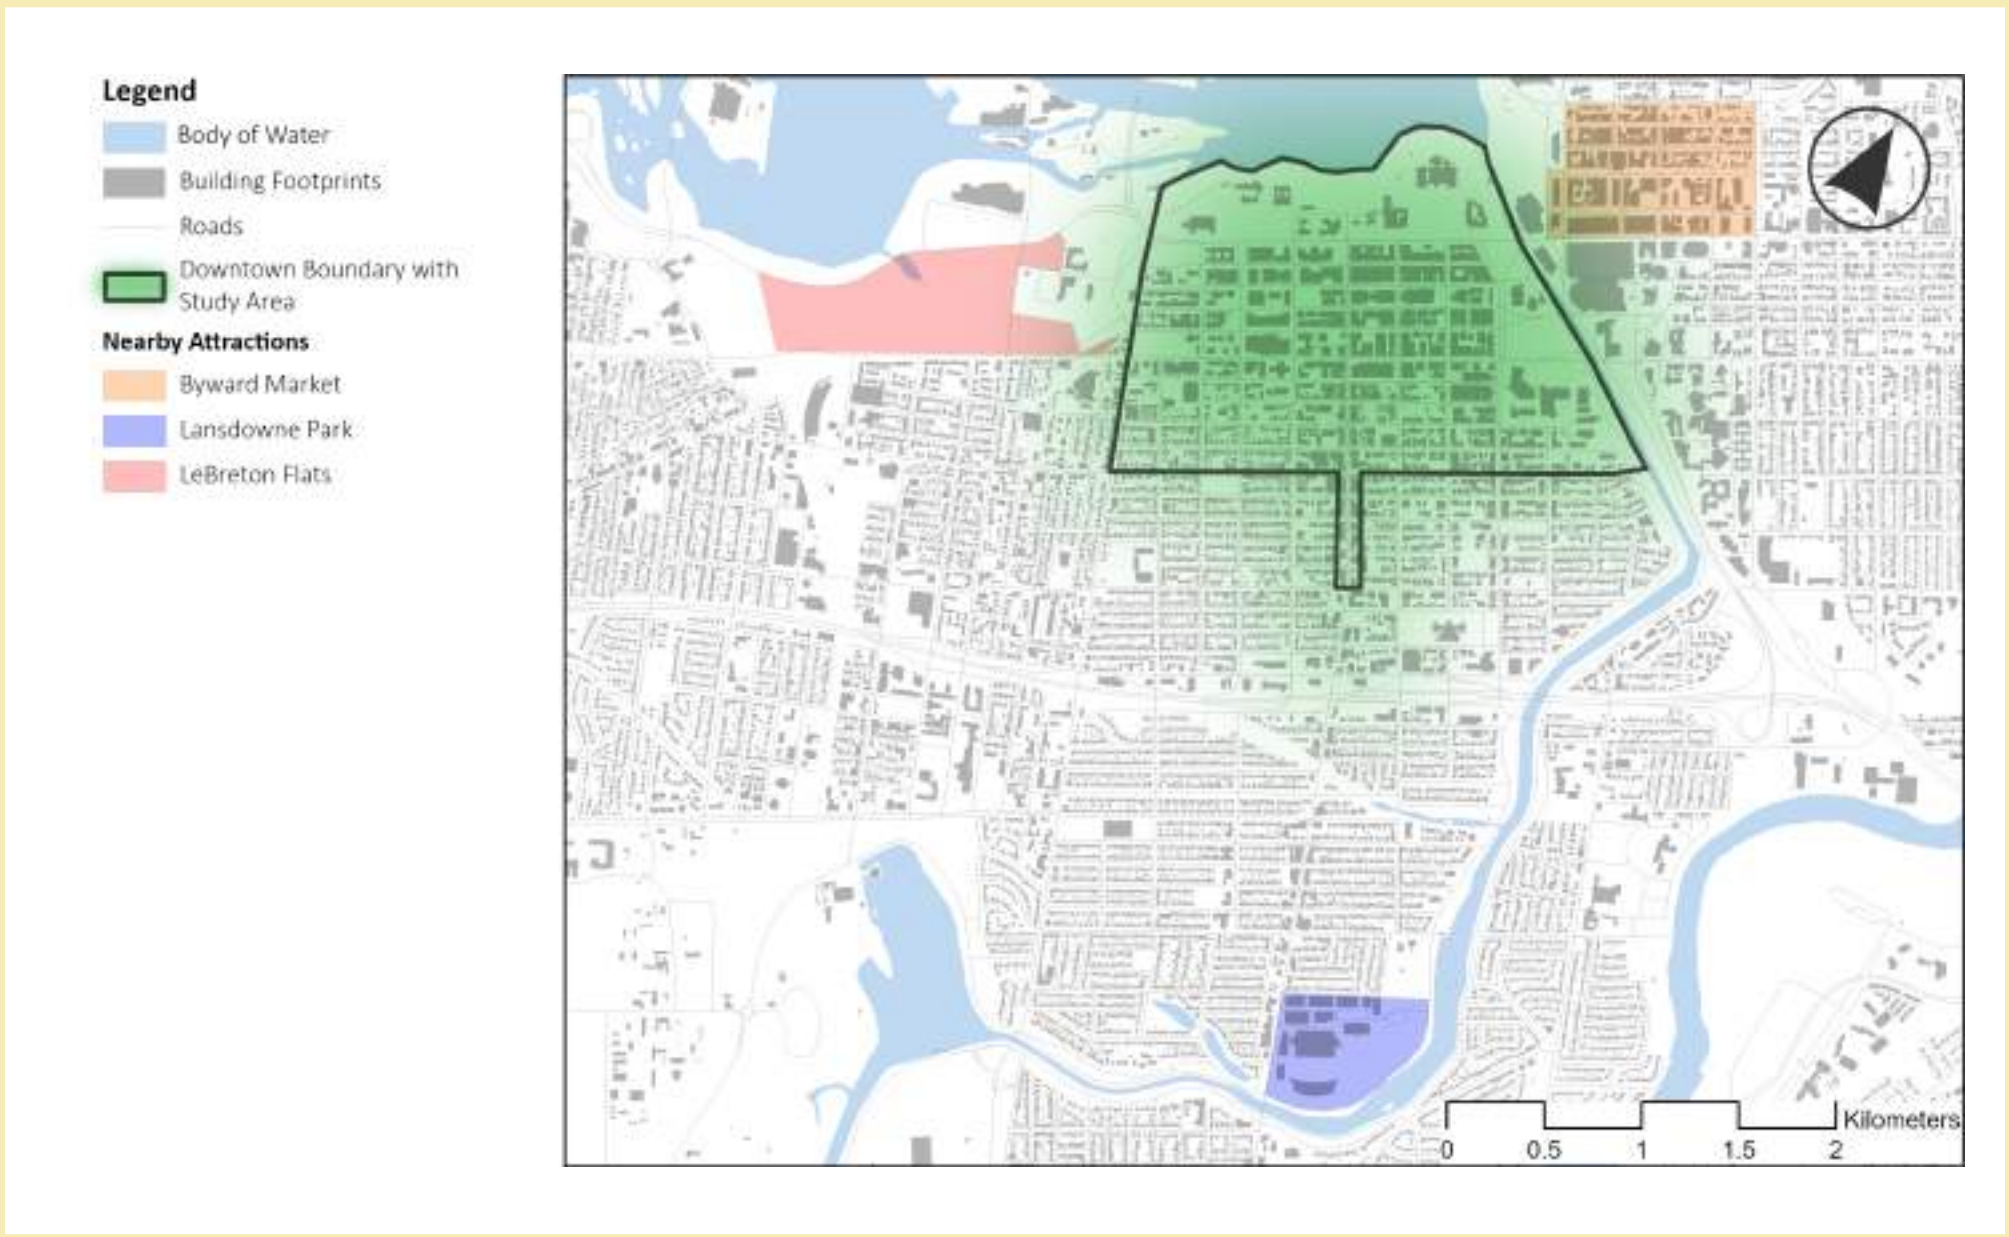 Legend
Body of Water
Building Footprints
Roads
Downtown Boundary with
Study Area
Nearby Attractions
Byward Market
Lansdowne Park
LeBreton Flats
Kilometers
0 0.5 1 1.5 2